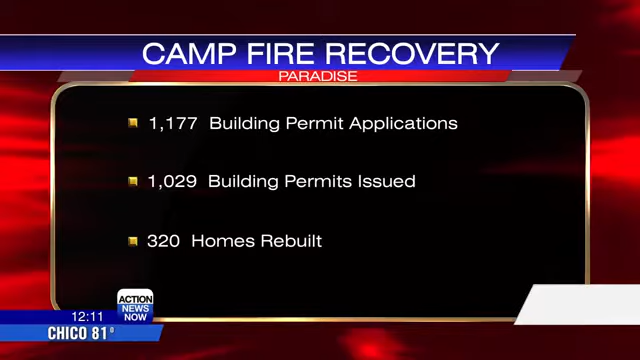 CAMP FIRE RECOVERY
PARADISE
1,177 Building Permit Applications
1,029 Building Permits Issued
320 Homes Rebuilt
ACTION
NEWS
NOW
12:11
CHICO 81°